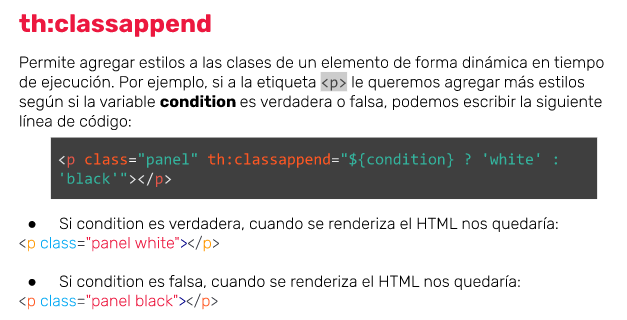 th:classappend
Permite agregar estilos a las clases de un elemento de forma dinámica en tiempo
de ejecución. Por ejemplo, si a la etiqueta <p> le queremos agregar más estilos
según si la variable condition es verdadera o falsa, podemos escribir la siguiente
línea de código:
<p class="panel" th:classappend="${condition} ? 'white' :
'black'"></p>
● Si condition es verdadera, cuando se renderiza el HTML nos quedaría:
<p class="panel white"></p>
● Si condition es falsa, cuando se renderiza el HTML nos quedaría:
<p class="panel black"></p>